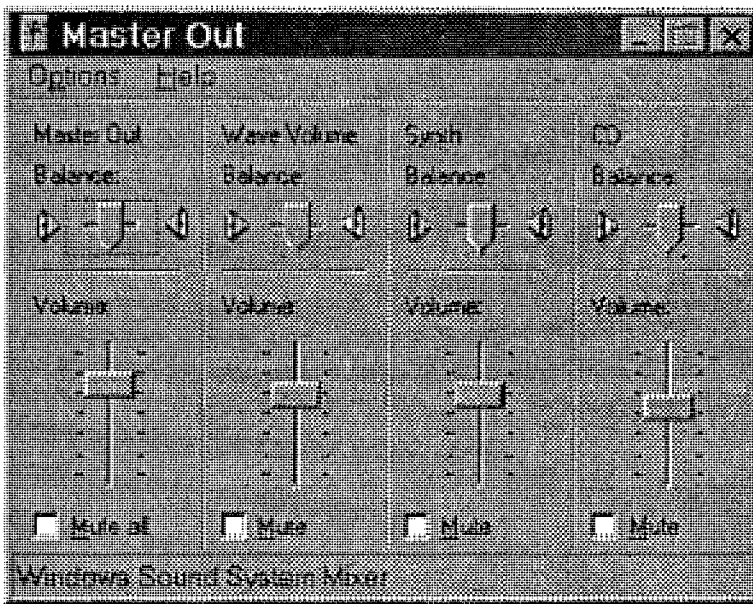 Master Out
Options Help
Master Out Wave Volume Synth CD
Balance: Balance Balance Balance
Volume: Volume: Volume: Volume:
Mute all Mute Mute Mute
Windows Sound System Mixer